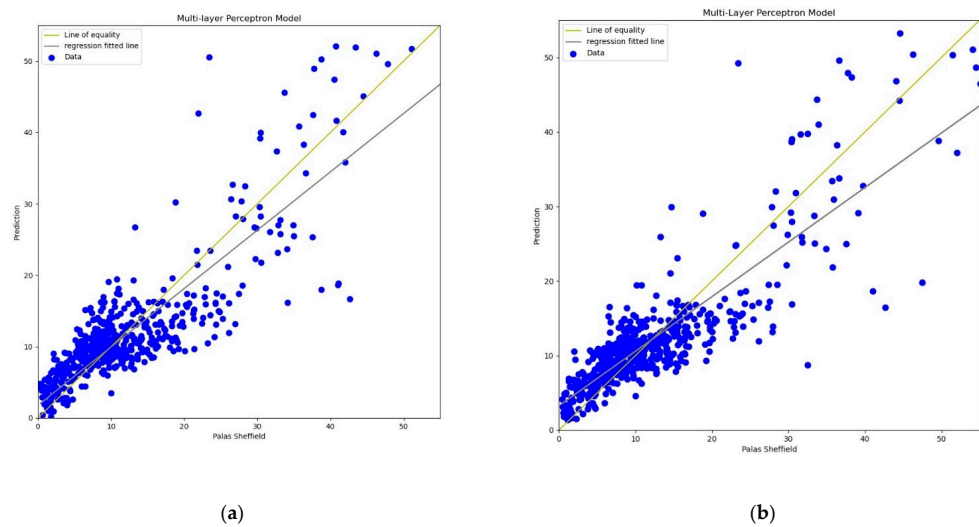 Multi-layer Perceptron Model
Line of equality
regression fitted line
Data
50
40
30
20
10
0
Prediction
0 10 20 30 40 50
Palas Sheffield
(a)
Multi-Layer Perceptron Model
Line of equality
regression fitted line
Data
50
40
30
20
10
0
Prediction
0 10 20 30 40 50
Palas Sheffield
(b)